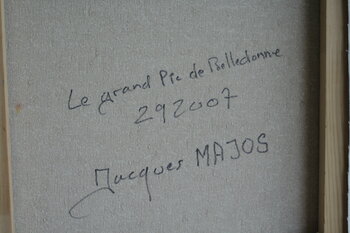 Le grand Pic de Belledonne
292007
Jacques MAJOS